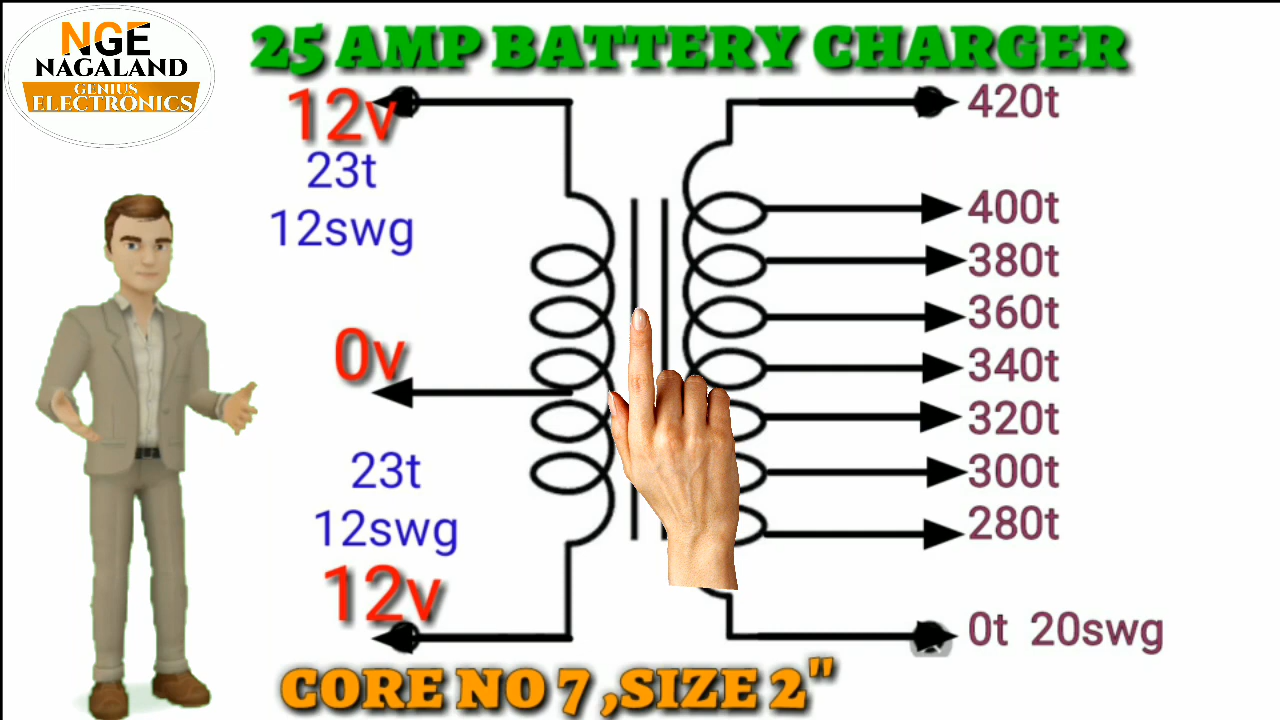 NGE
NAGALAND
GENIUS
ELECTRONICS
25 AMP BATTERY CHARGER
12v
23t
12swg
0v
23t
12swg
12v
420t
400t
380t
360t
340t
320t
300t
280t
0t 20swg
CORE NO 7 ,SIZE 2"